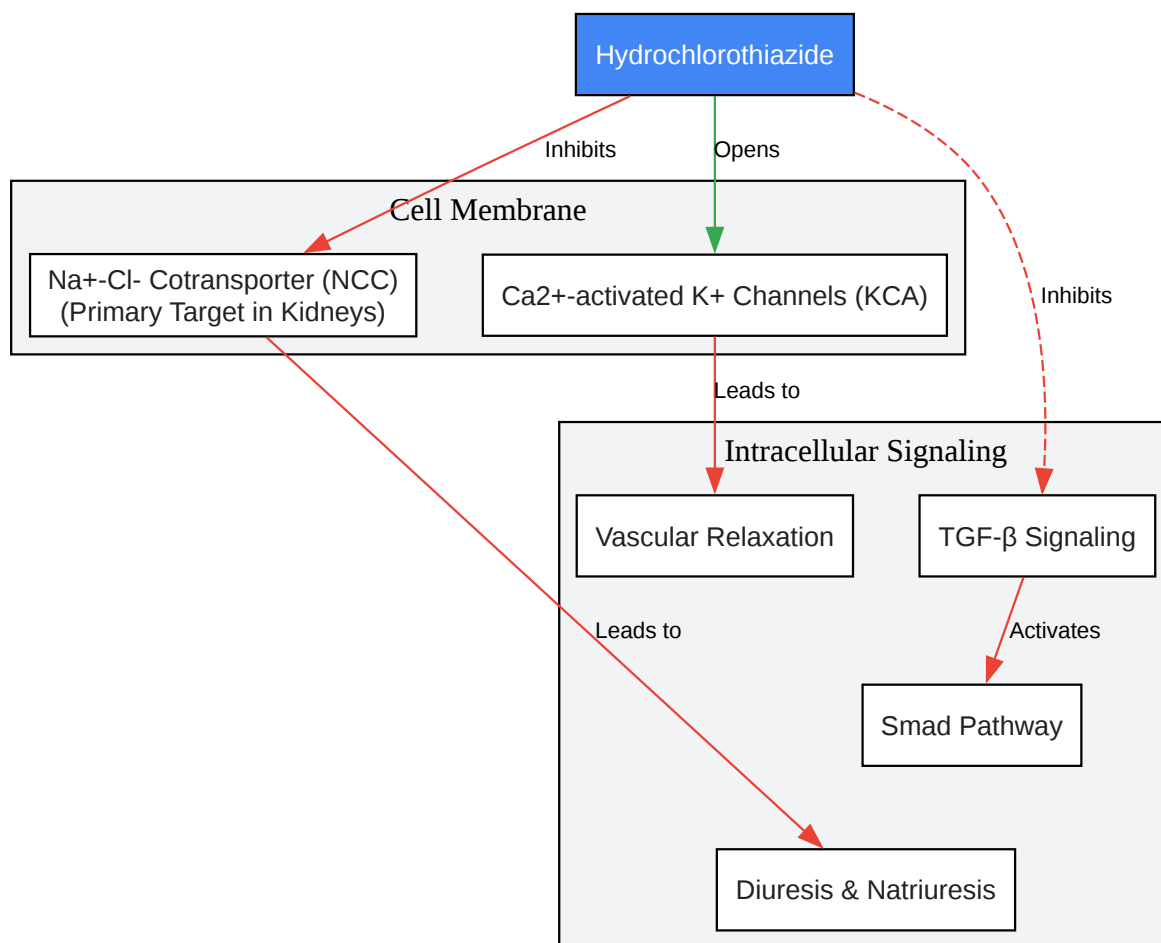 Hydrochlorothiazide
Inhibits
Opens
Cell Membrane
Na+-Cl- Cotransporter (NCC)
(Primary Target in Kidneys)
Ca2+-activated K+ Channels (KCA)
Inhibits
Leads to
Intracellular Signaling
Vascular Relaxation
TGF-β Signaling
Leads to
Activates
Smad Pathway
Diuresis & Natriuresis